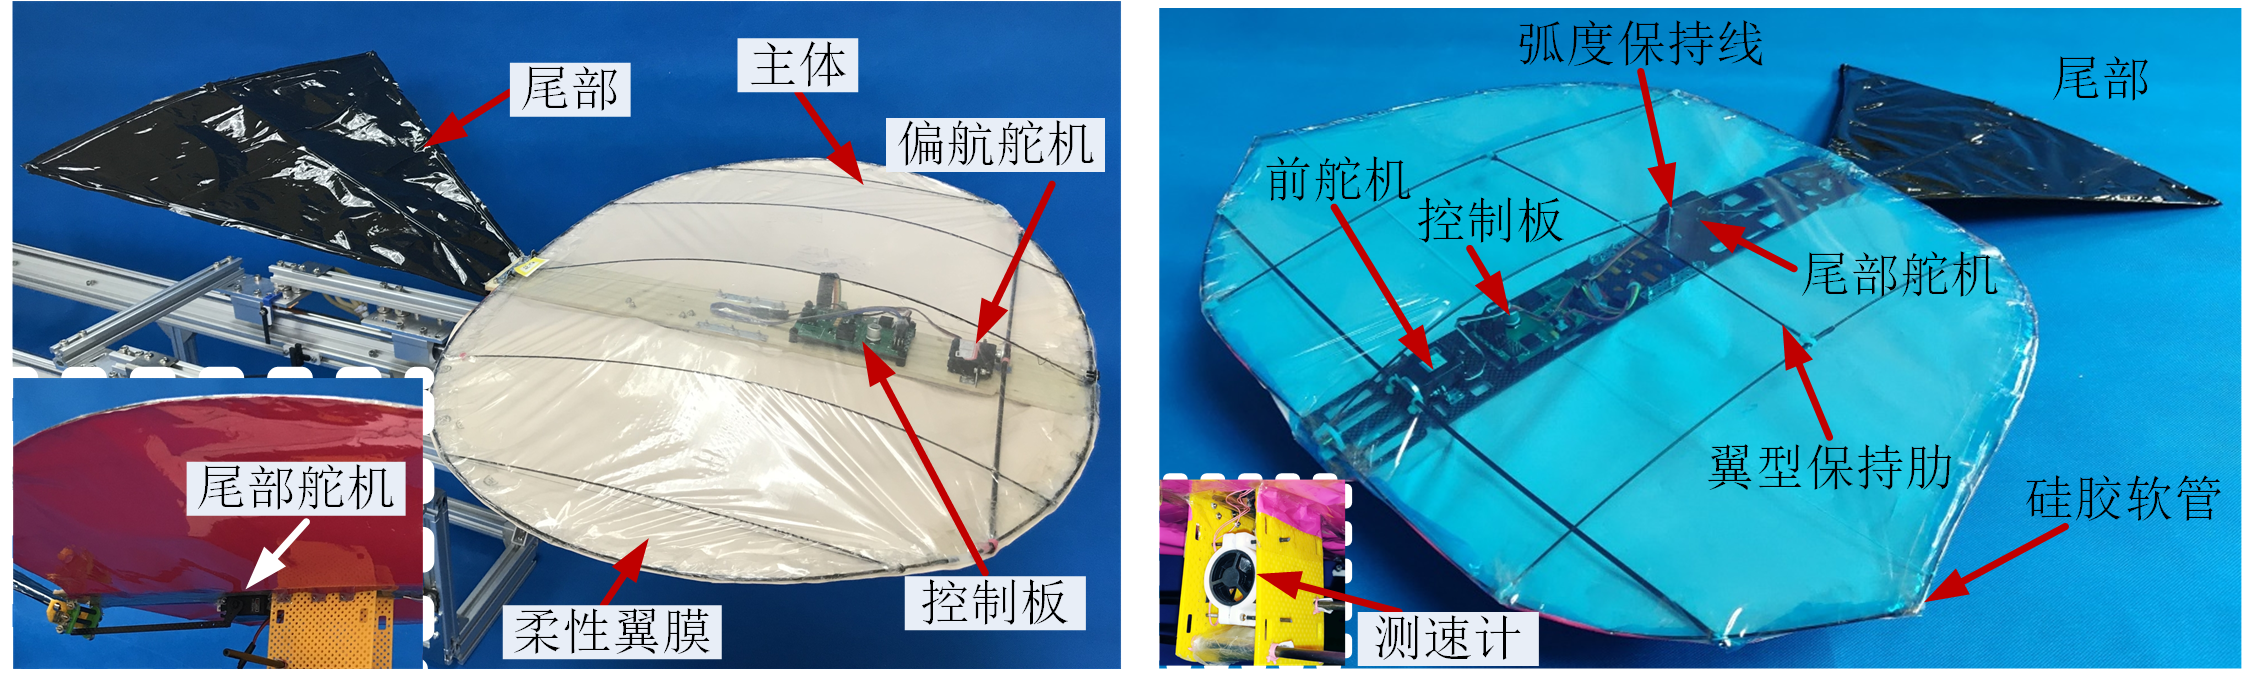 尾部
主体
偏航舵机
尾部舵机
柔性翼膜
控制板
弧度保持线
尾部
前舵机
控制板
尾部舵机
翼型保持肋
硅胶软管
测速计